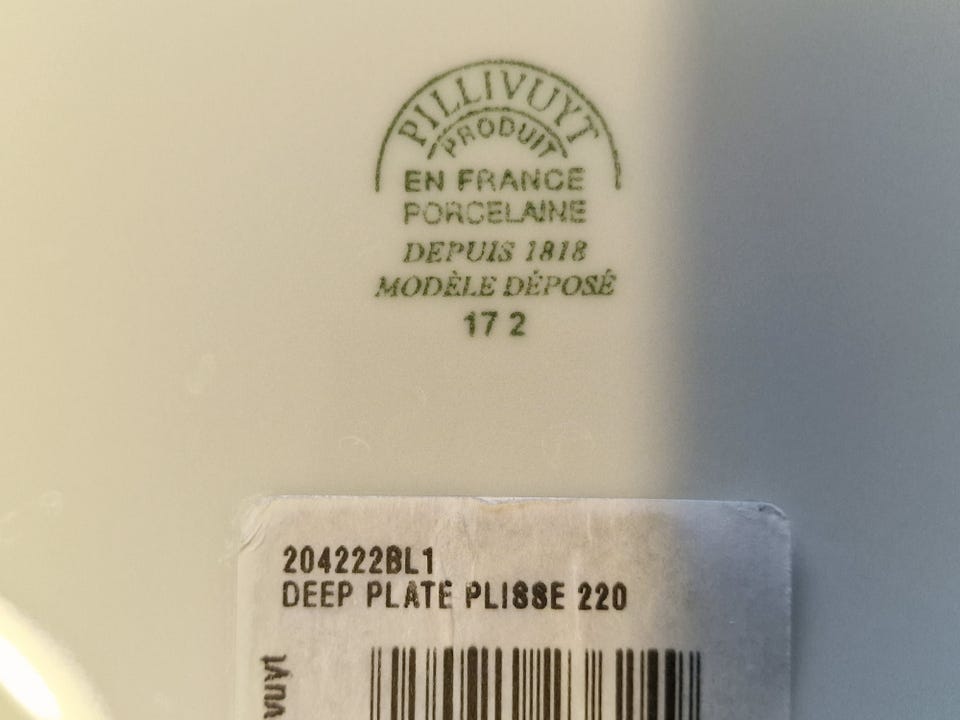 PILLIVUYT
PRODUIT
EN FRANCE
PORCELAINE
DEPUIS 1818
MODÈLE DÉPOSÉ
17 2
204222BL1
DEEP PLATE PLISSE 220